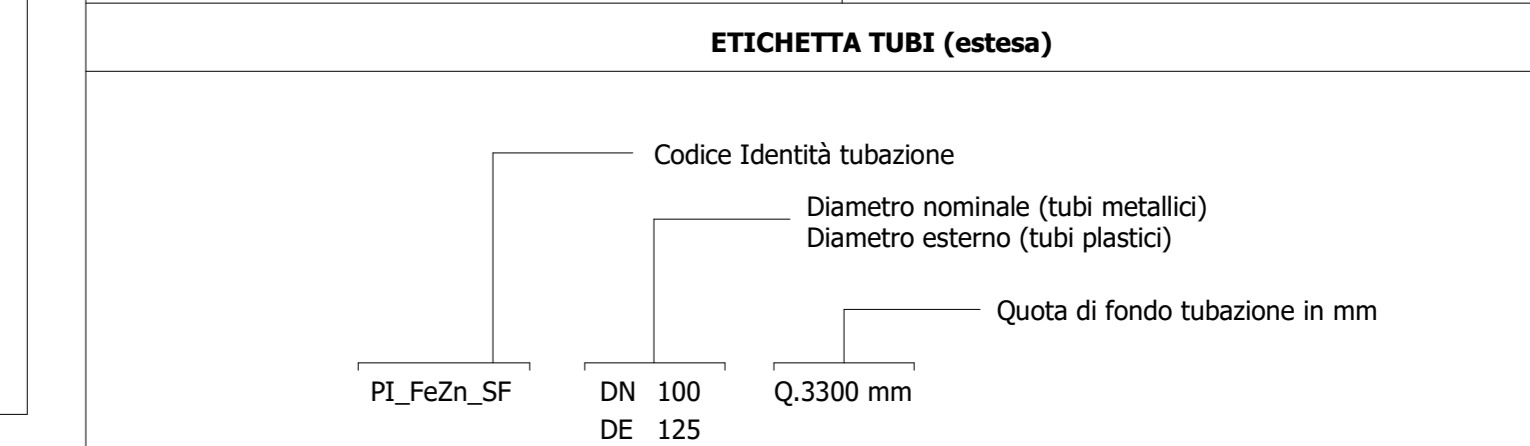 ETICHETTA TUBI (estesa)
Codice Identità tubazione
Diametro nominale (tubi metallici)
Diametro esterno (tubi plastici)
Quota di fondo tubazione in mm
PI_FeZn_SF DN 100 Q.3300 mm
DE 125